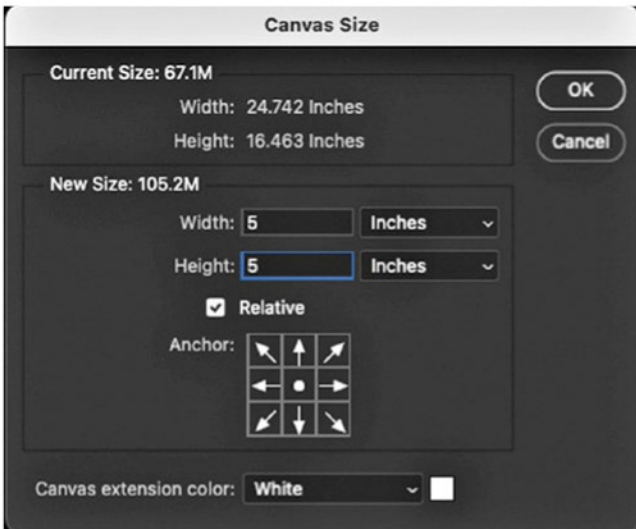 Canvas Size
Current Size: 67.1M
Width: 24.742 Inches
Height: 16.463 Inches
OK
Cancel
New Size: 105.2M
Width: 5 Inches
Height: 5 Inches
Relative
Anchor:
Canvas extension color: White